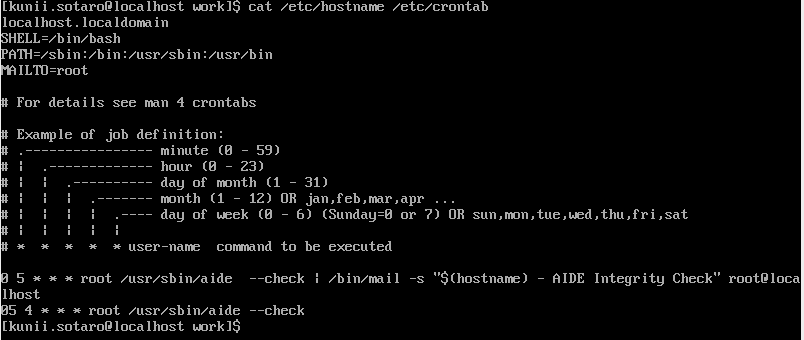 [kunii.sotaro@localhost work]$ cat /etc/hostname /etc/crontab
localhost.localdomain
SHELL=/bin/bash
PATH=/sbin:/bin:/usr/sbin:/usr/bin
MAILTO=root

# For details see man 4 crontabs

# Example of job definition:
# .---------------- minute (0 - 59)
# |  .------------- hour (0 - 23)
# |  |  .---------- day of month (1 - 31)
# |  |  |  .------- month (1 - 12) OR jan,feb,mar,apr ...
# |  |  |  |  .---- day of week (0 - 6) (Sunday=0 or 7) OR sun,mon,tue,wed,thu,fri,sat
# |  |  |  |  |
# *  *  *  *  * user-name  command to be executed

0 5 * * * root /usr/sbin/aide  --check | /bin/mail -s "$(hostname) - AIDE Integrity Check" root@loca
lhost
05 4 * * * root /usr/sbin/aide --check
[kunii.sotaro@localhost work]$